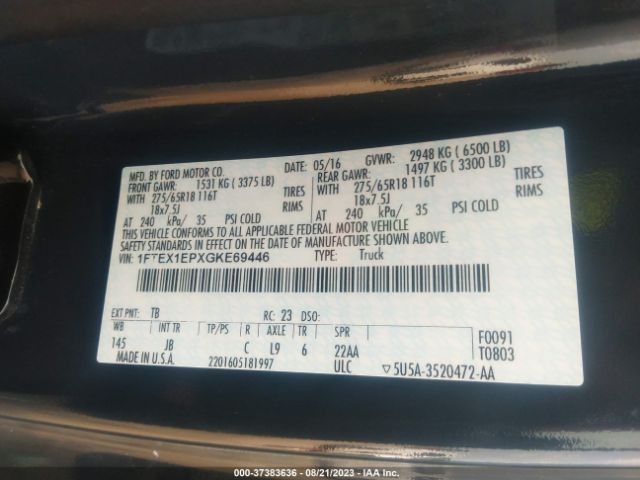 MFD. BY FORD MOTOR CO. DATE: 05/16 GVWR: 2948 KG ( 6500 LB)
FRONT GAWR: 1531 KG ( 3375 LB) REAR GAWR: 1497 KG ( 3300 LB)
WITH 275/65R18 116T TIRES WITH 275/65R18 116T TIRES
18x7.5J RIMS 18x7.5J RIMS
AT 240 kPa/ 35 PSI COLD AT 240 kPa/ 35 PSI COLD
THIS VEHICLE CONFORMS TO ALL APPLICABLE FEDERAL MOTOR VEHICLE
SAFETY STANDARDS IN EFFECT ON THE DATE OF MANUFACTURE SHOWN ABOVE.
VIN: 1FTEX1EPXGKE69446 TYPE: Truck
EXT PNT: TB RC: 23 DSO:
WB INT TR TP/PS R AXLE TR SPR F0091
145 JB C L9 6 22AA T0803
MADE IN U.S.A. 2201605181997 ULC ▽5U5A-3520472-AA
000-37383636 - 08/21/2023 - IAA Inc.